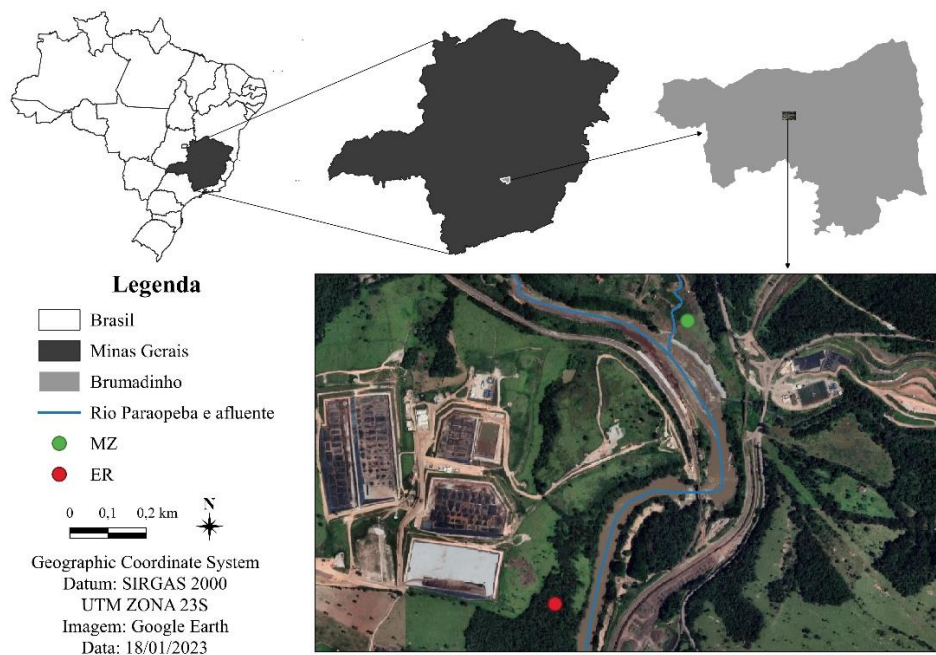 Legenda
Brasil
Minas Gerais
Brumadinho
Rio Paraopeba e afluente
MZ
ER
0 0,1 0,2 km
N
Geographic Coordinate System
Datum: SIRGAS 2000
UTM ZONA 23S
Imagem: Google Earth
Data: 18/01/2023